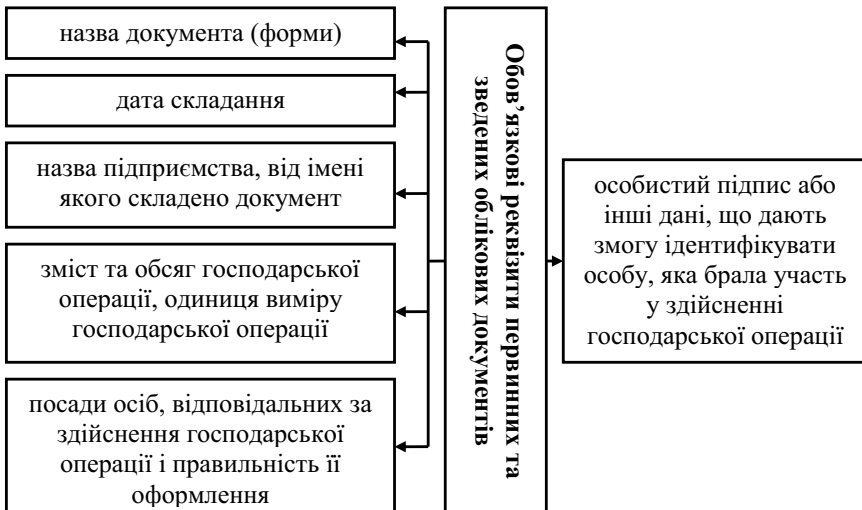 назва документа (форми)
дата складання
назва підприємства, від імені
якого складено документ
зміст та обсяг господарської
операції, одиниця виміру
господарської операції
посади осіб, відповідальних за
здійснення господарської
операції і правильність її
оформлення
Обов’язкові реквізити первинних та
зведених облікових документів
особистий підпис або
інші дані, що дають
змогу ідентифікувати
особу, яка брала участь
у здійсненні
господарської операції